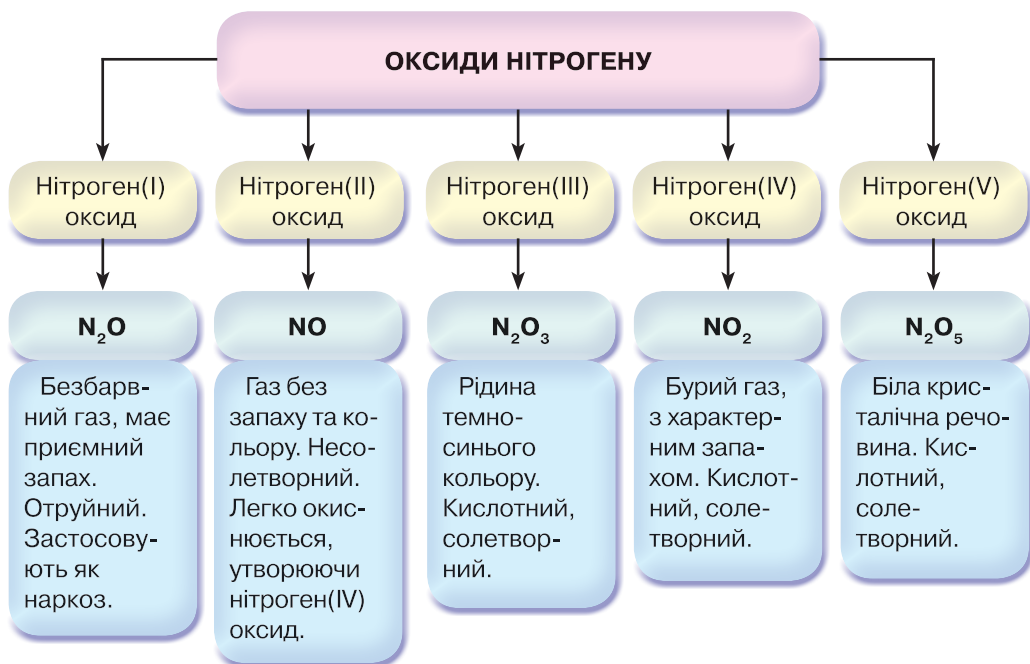 ОКСИДИ НІТРОГЕНУ
Нітроген(I)
оксид
Нітроген(II)
оксид
Нітроген(III)
оксид
Нітроген(IV)
оксид
Нітроген(V)
оксид
N₂O
NO
N₂O₃
NO₂
N₂O₅
Безбарв-
ний газ, має
приємний
запах.
Отруйний.
Застосову-
ють як
наркоз.
Газ без
запаху та ко-
льору. Несо-
летворний.
Легко окис-
нюється,
утворюючи
нітроген(IV)
оксид.
Рідина
темно-
синього
кольору.
Кислотний,
солетвор-
ний.
Бурий газ,
з характер-
ним запа-
хом. Кислот-
ний, соле-
творний.
Біла крис-
талічна речо-
вина. Кис-
лотний,
соле-
творний.